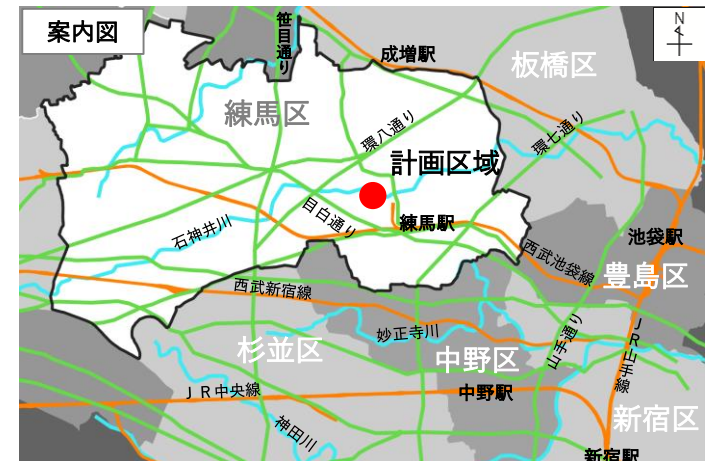 案内図
笹目通り
N
成増駅
板橋区
練馬区
環八通り
環七通り
計画区域
石神井川
目白通り
練馬駅
池袋駅
西武池袋線
豊島区
西武新宿線
妙正寺川
山手通り
JR山手線
杉並区
中野区
JR中央線
中野駅
新宿区
神田川
新宿駅